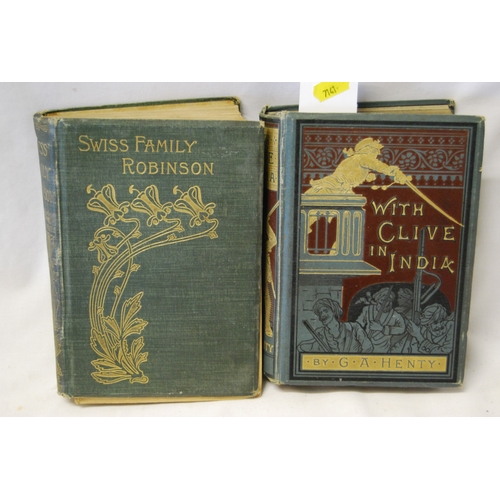 SWISS FAMILY
ROBINSON
WITH
CLIVE
IN
INDIA
· BY · G · A · HENTY ·